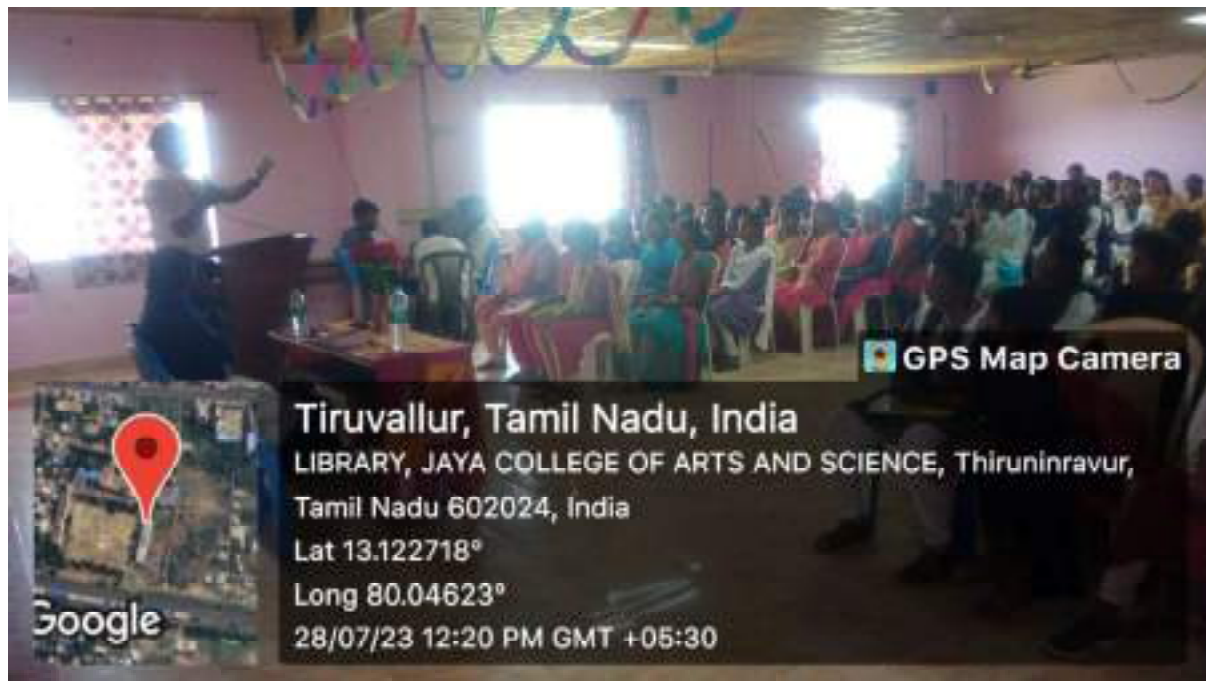 GPS Map Camera
Tiruvallur, Tamil Nadu, India
LIBRARY, JAYA COLLEGE OF ARTS AND SCIENCE, Thiruninravur,
Tamil Nadu 602024, India
Lat 13.122718°
Long 80.04623°
28/07/23 12:20 PM GMT +05:30
Google